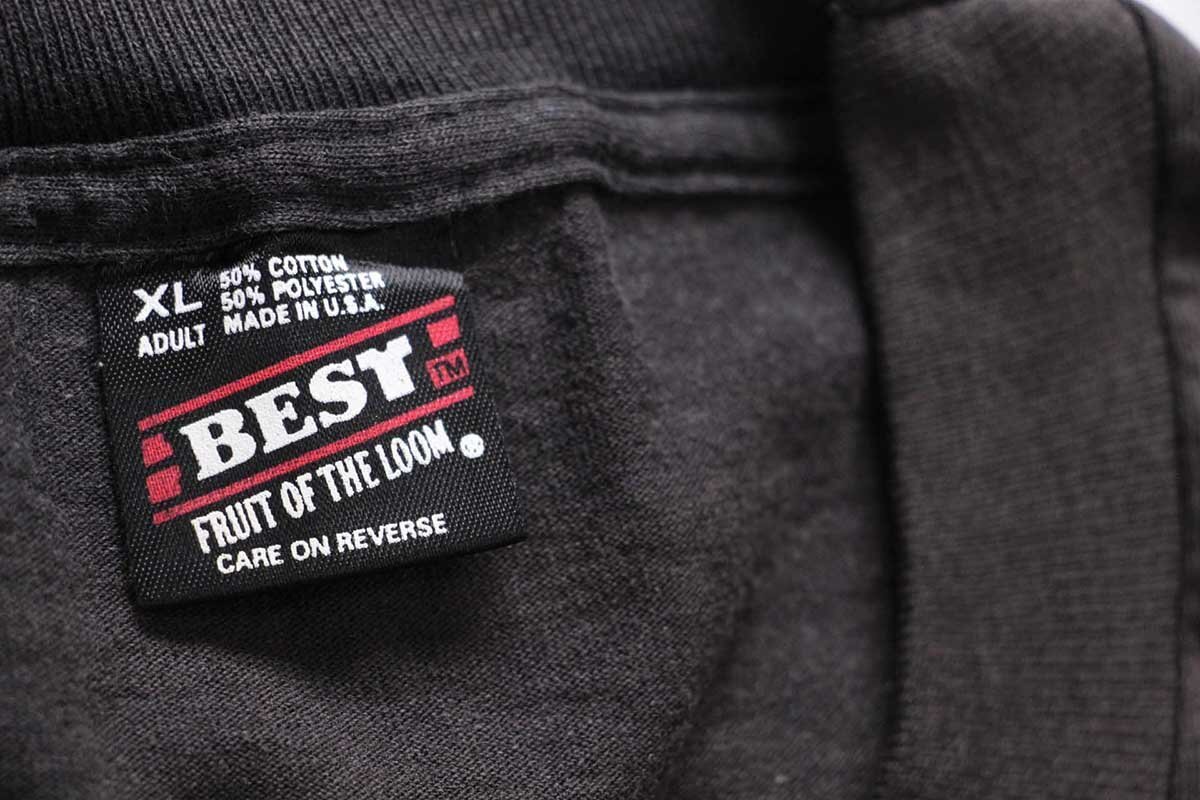 XL
ADULT
50% COTTON
50% POLYESTER
MADE IN U.S.A.
BEST
TM
FRUIT OF THE LOOM ®
CARE ON REVERSE